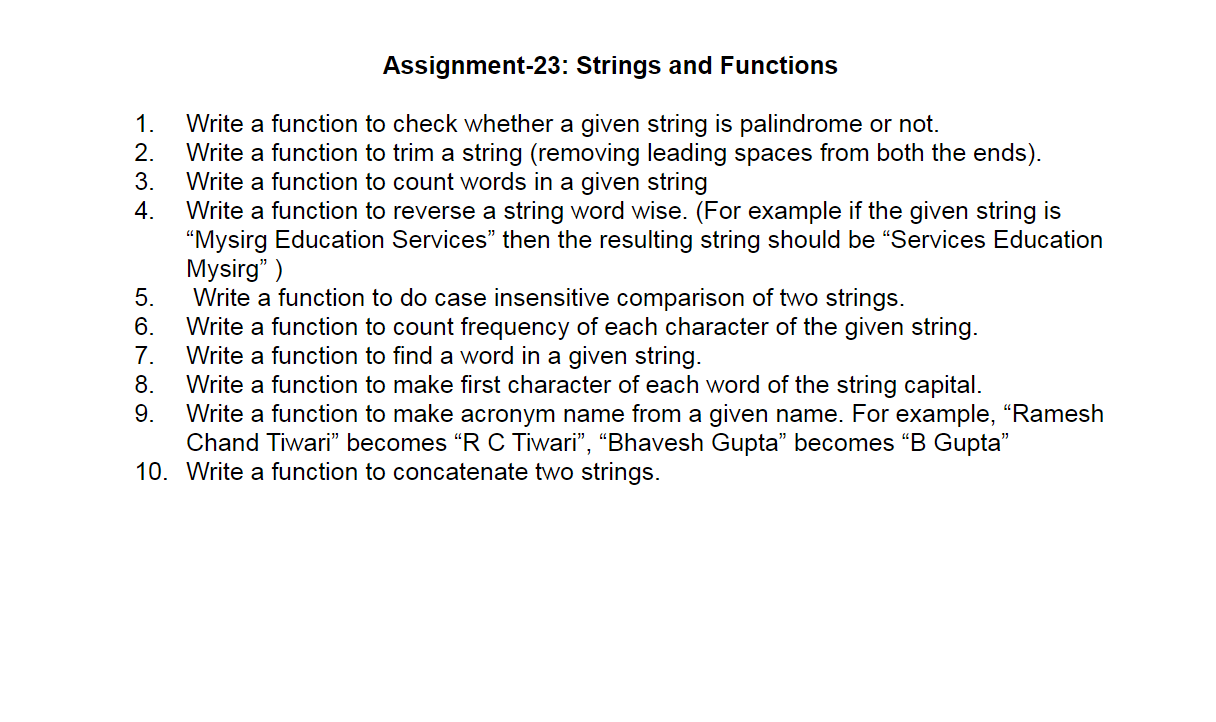 Assignment-23: Strings and Functions
1. Write a function to check whether a given string is palindrome or not.
2. Write a function to trim a string (removing leading spaces from both the ends).
3. Write a function to count words in a given string
4. Write a function to reverse a string word wise. (For example if the given string is
“Mysirg Education Services” then the resulting string should be “Services Education
Mysirg” )
5. Write a function to do case insensitive comparison of two strings.
6. Write a function to count frequency of each character of the given string.
7. Write a function to find a word in a given string.
8. Write a function to make first character of each word of the string capital.
9. Write a function to make acronym name from a given name. For example, “Ramesh
Chand Tiwari” becomes “R C Tiwari”, “Bhavesh Gupta” becomes “B Gupta”
10. Write a function to concatenate two strings.